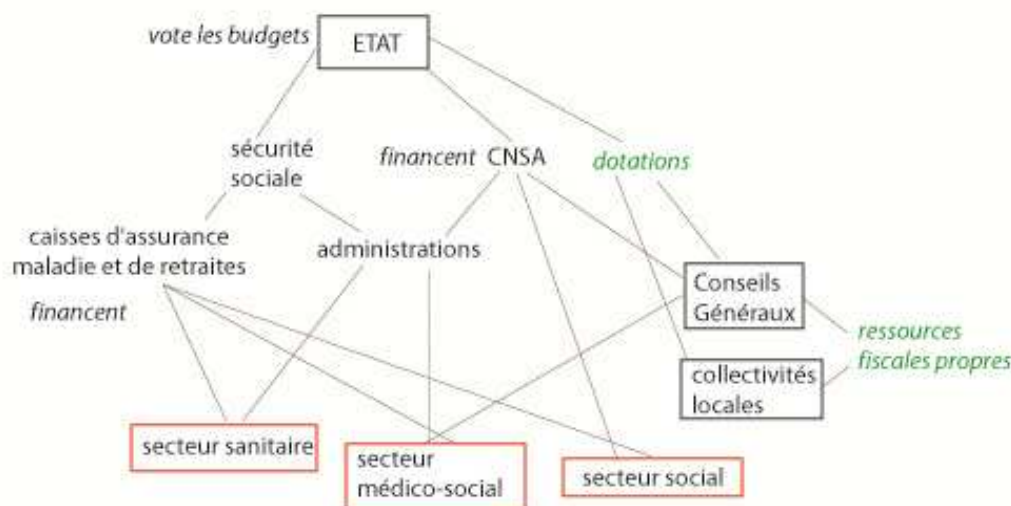 vote les budgets
ETAT
sécurité
sociale
financent CNSA
dotations
caisses d'assurance
maladie et de retraites
administrations
financent
Conseils
Généraux
ressources
fiscales propres
collectivités
locales
secteur sanitaire
secteur
médico-social
secteur social